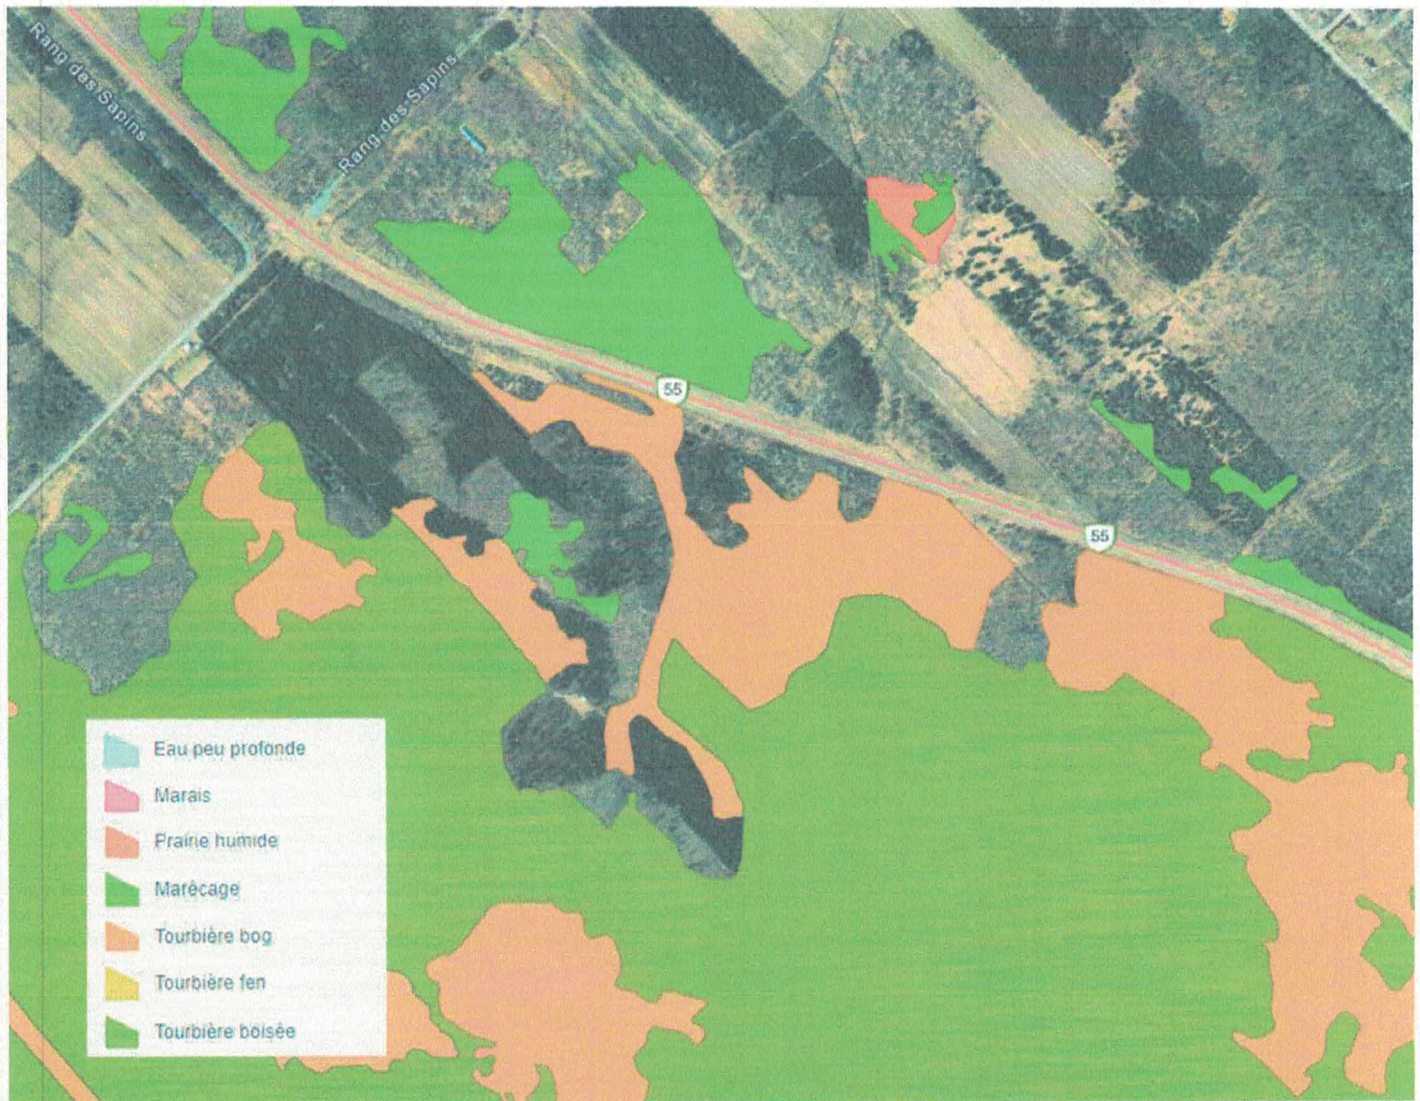 Rang des Sapins
Rang des Sapins
55
55
Eau peu profonde
Marais
Prairie humide
Marécage
Tourbière bog
Tourbière fen
Tourbière boisée